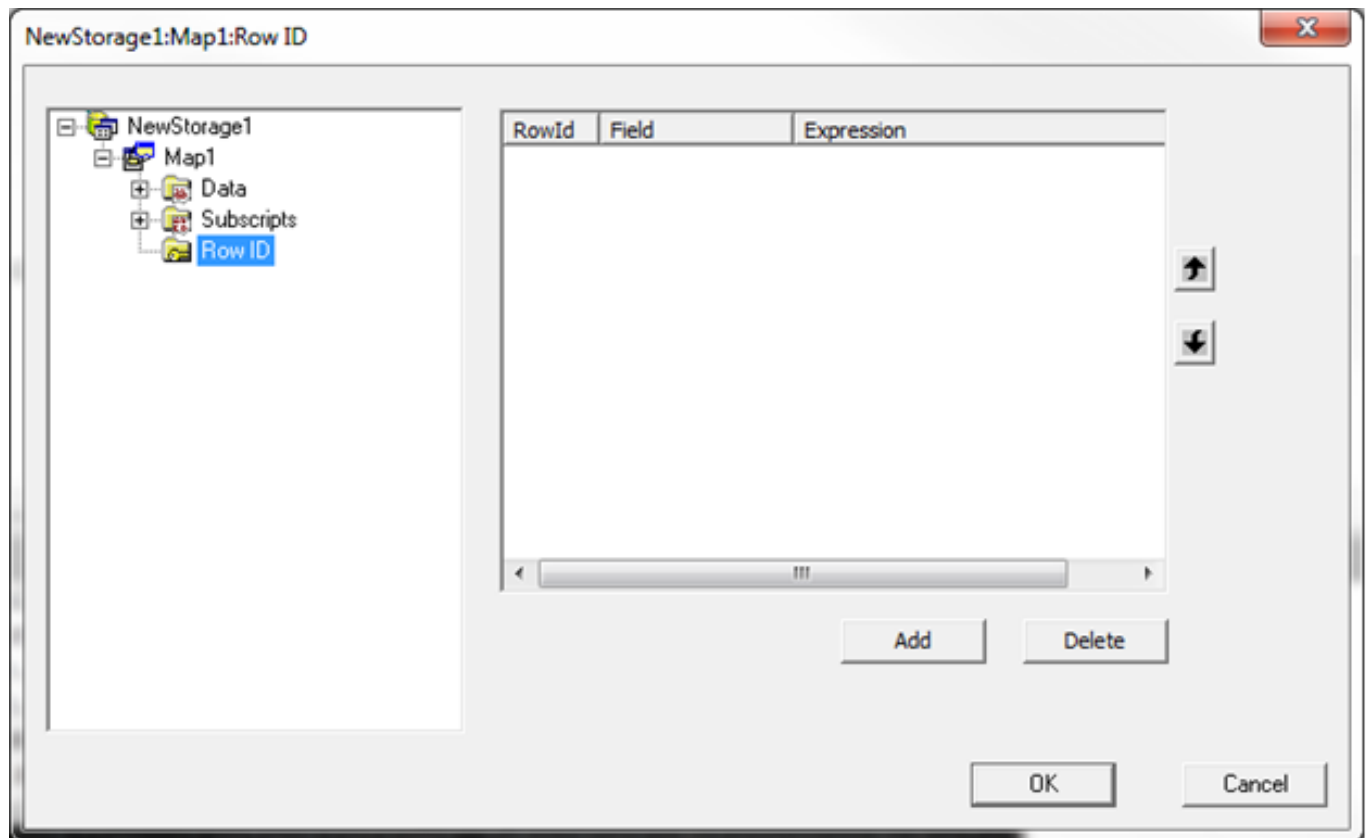 NewStorage1:Map1:Row ID
NewStorage1
Map1
Data
Subscripts
Row ID
RowId Field Expression
Add Delete
OK Cancel